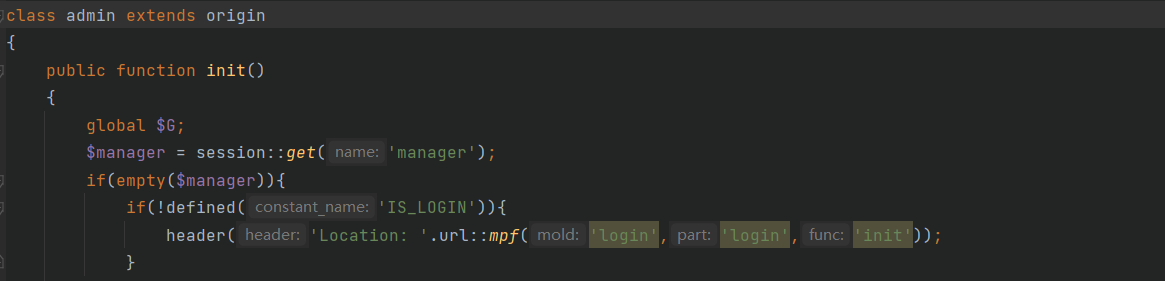 class admin extends origin
{
    public function init()
    {
        global $G;
        $manager = session::get( name: 'manager');
        if(empty($manager)){
            if(!defined( constant_name: 'IS_LOGIN')){
                header( header: 'Location: '.url::mpf( mold: 'login', part: 'login', func: 'init'));
            }